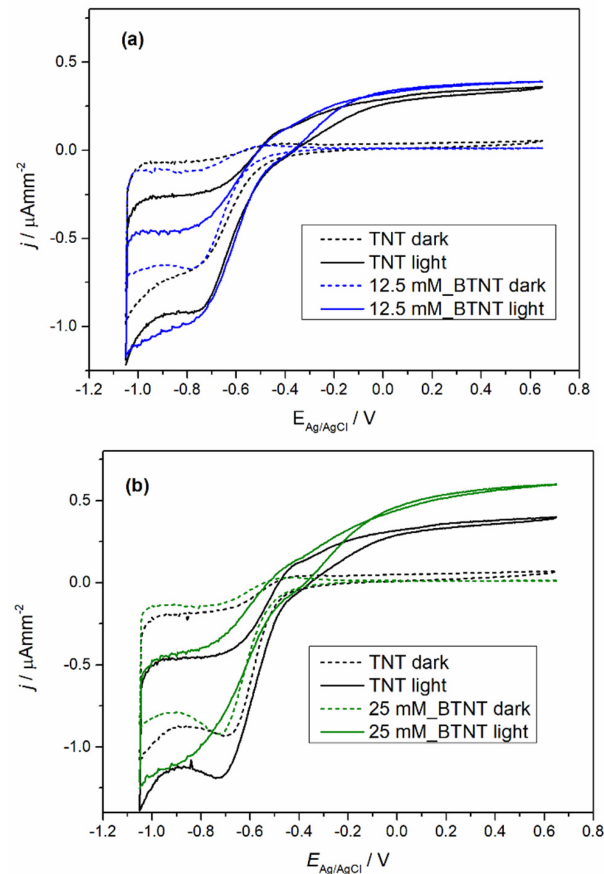 (a)
0.5
0.0
-0.5
-1.0
j / μAmm⁻²
TNT dark
TNT light
12.5 mM_BTNT dark
12.5 mM_BTNT light
-1.2 -1.0 -0.8 -0.6 -0.4 -0.2 0.0 0.2 0.4 0.6 0.8
E Ag/AgCl / V
(b)
0.5
0.0
-0.5
-1.0
j / μAmm⁻²
TNT dark
TNT light
25 mM_BTNT dark
25 mM_BTNT light
-1.2 -1.0 -0.8 -0.6 -0.4 -0.2 0.0 0.2 0.4 0.6 0.8
E Ag/AgCl / V